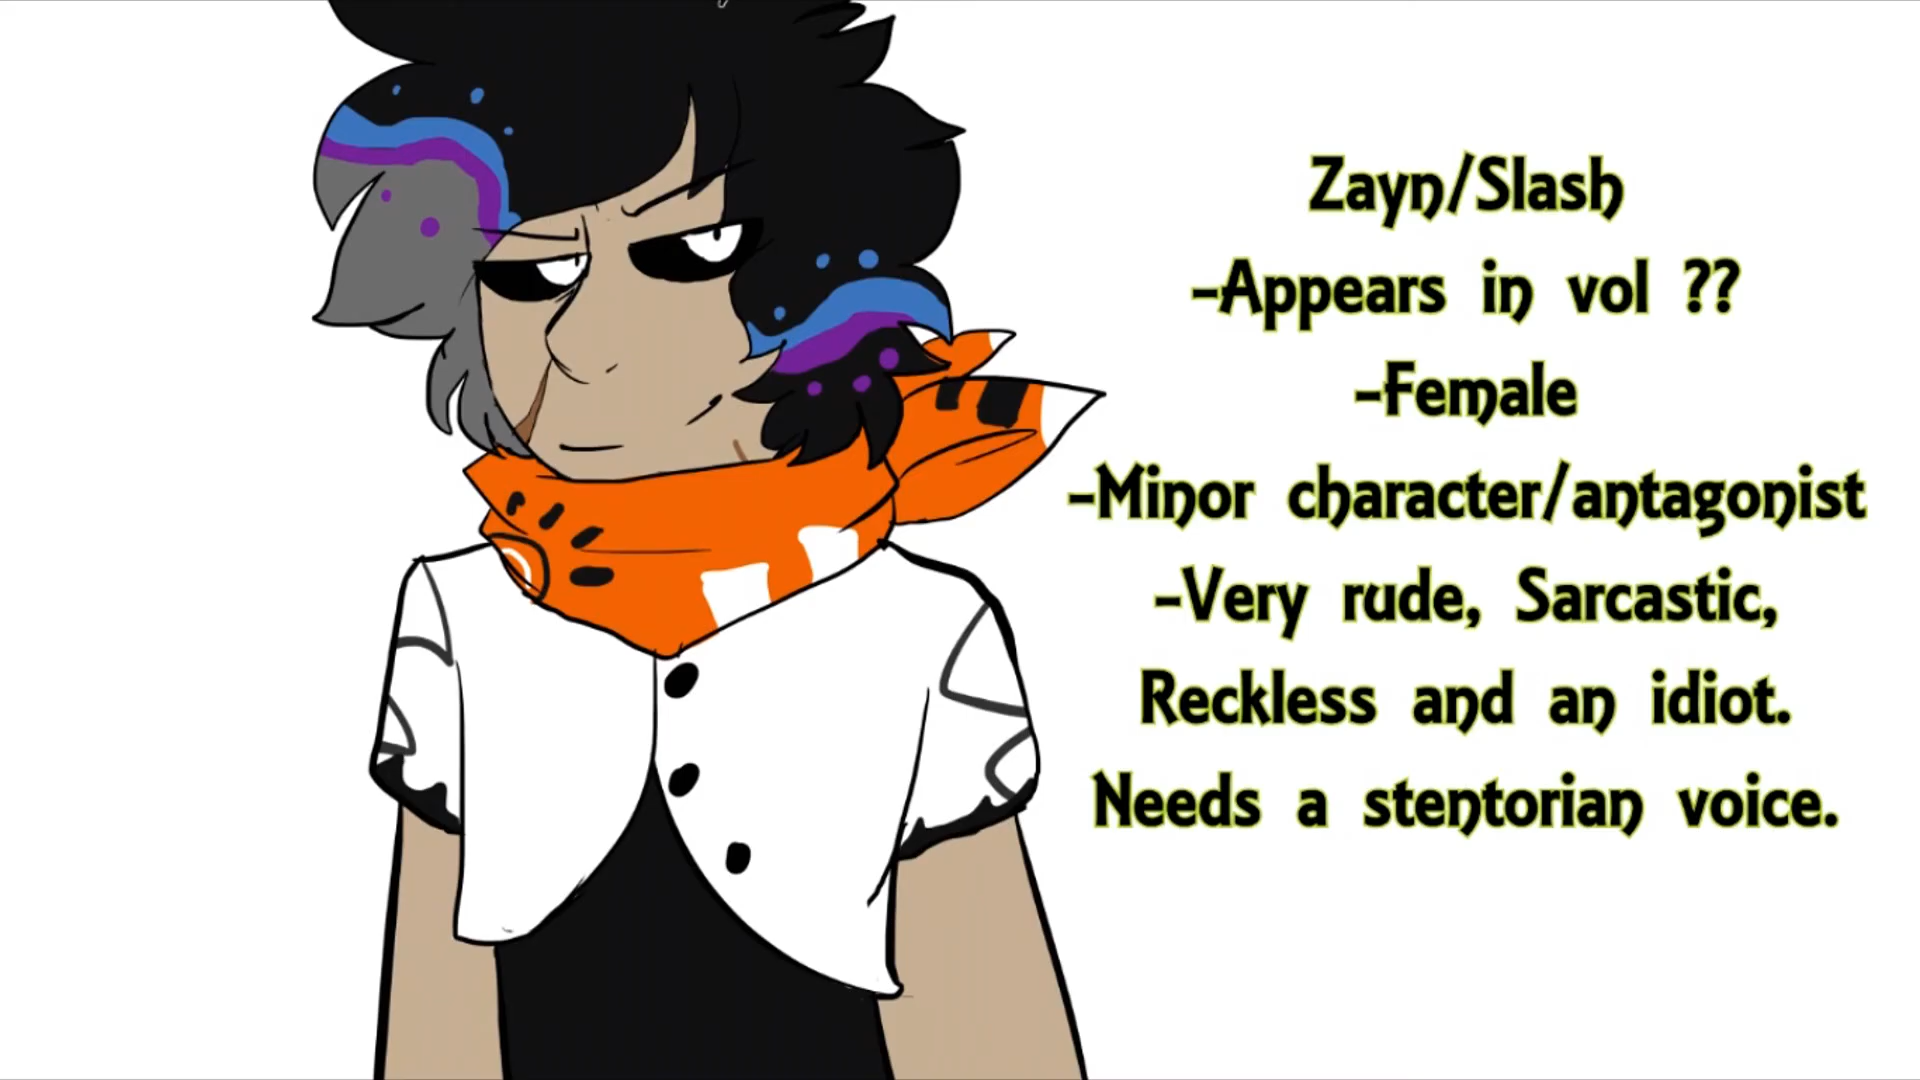 Zayn/Slash
-Appears in vol ??
-Female
-Minor character/antagonist
-Very rude, Sarcastic,
Reckless and an idiot.
Needs a stentorian voice.